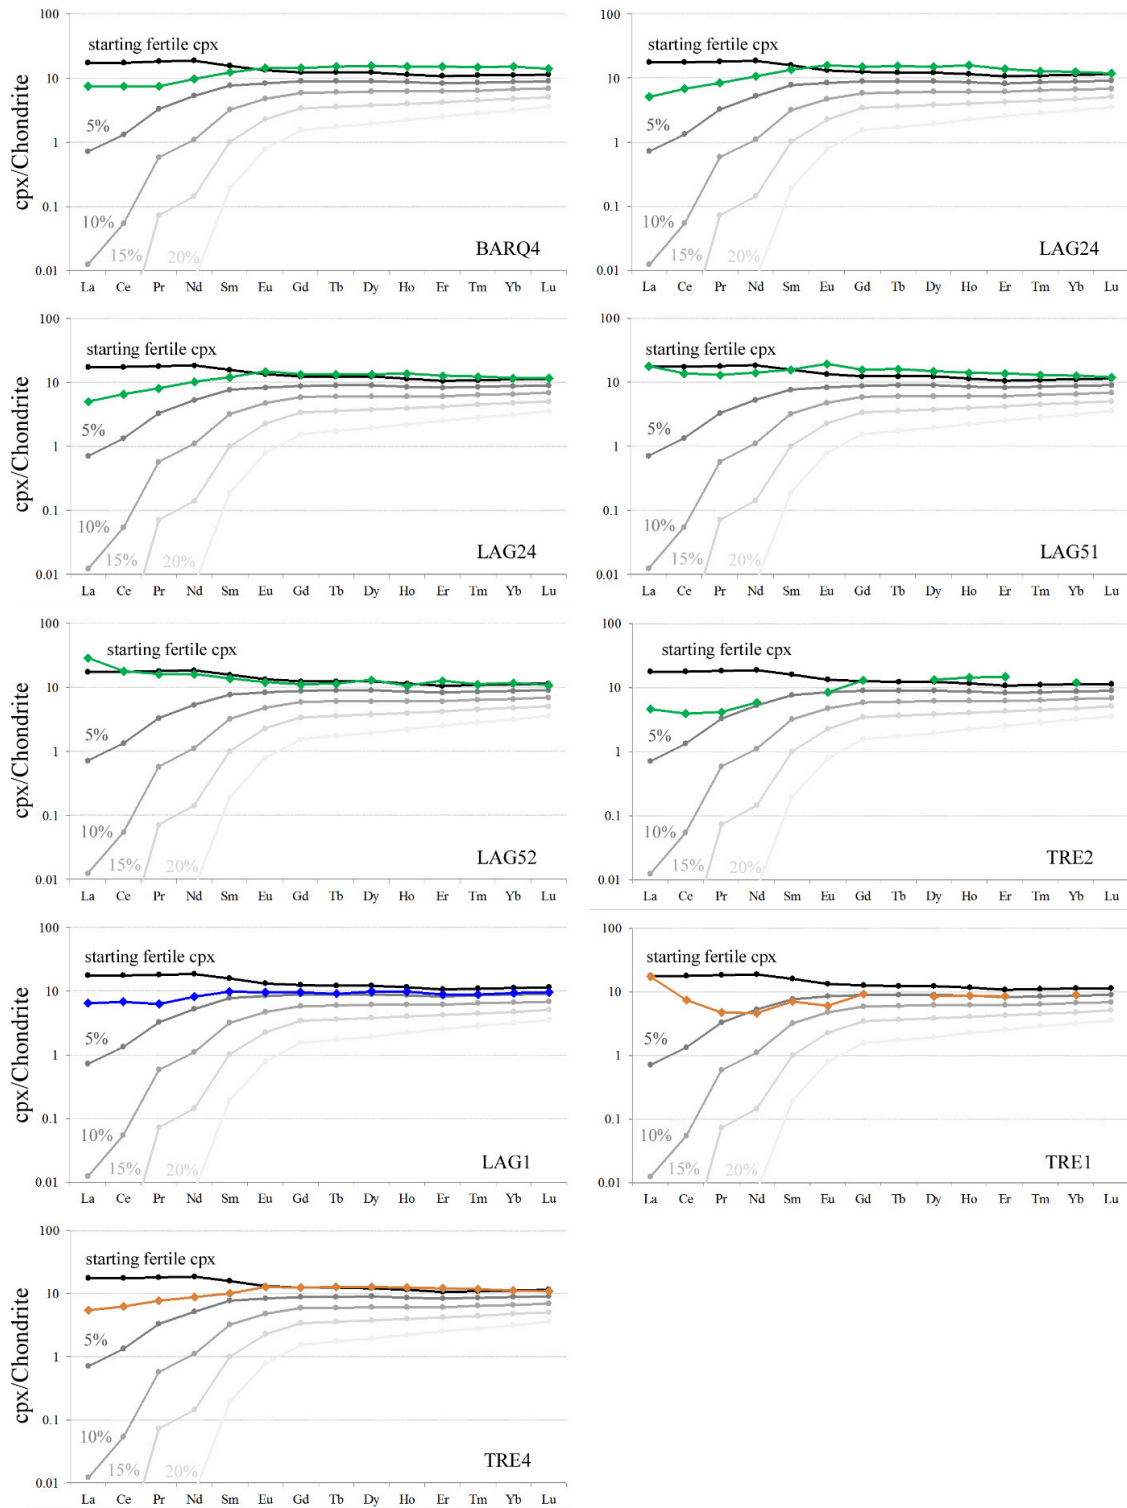 100
starting fertile cpx
10
5%
1
0.1
10%
15%
20%
BARQ4
0.01
La Ce Pr Nd Sm Eu Gd Tb Dy Ho Er Tm Yb Lu
cpx/Chondrite
100
starting fertile cpx
10
5%
1
0.1
10%
15%
20%
LAG24
0.01
La Ce Pr Nd Sm Eu Gd Tb Dy Ho Er Tm Yb Lu
100
starting fertile cpx
10
5%
1
0.1
10%
15%
20%
LAG24
0.01
La Ce Pr Nd Sm Eu Gd Tb Dy Ho Er Tm Yb Lu
cpx/Chondrite
100
starting fertile cpx
10
5%
1
0.1
10%
15%
20%
LAG51
0.01
La Ce Pr Nd Sm Eu Gd Tb Dy Ho Er Tm Yb Lu
100
starting fertile cpx
10
5%
1
0.1
10%
15%
20%
LAG52
0.01
La Ce Pr Nd Sm Eu Gd Tb Dy Ho Er Tm Yb Lu
cpx/Chondrite
100
starting fertile cpx
10
5%
1
0.1
10%
15%
20%
TRE2
0.01
La Ce Pr Nd Sm Eu Gd Tb Dy Ho Er Tm Yb Lu
100
starting fertile cpx
10
5%
1
0.1
10%
15%
20%
LAG1
0.01
La Ce Pr Nd Sm Eu Gd Tb Dy Ho Er Tm Yb Lu
cpx/Chondrite
100
starting fertile cpx
10
5%
1
0.1
10%
15%
20%
TRE1
0.01
La Ce Pr Nd Sm Eu Gd Tb Dy Ho Er Tm Yb Lu
100
starting fertile cpx
10
5%
1
0.1
10%
15%
20%
TRE4
0.01
La Ce Pr Nd Sm Eu Gd Tb Dy Ho Er Tm Yb Lu
cpx/Chondrite